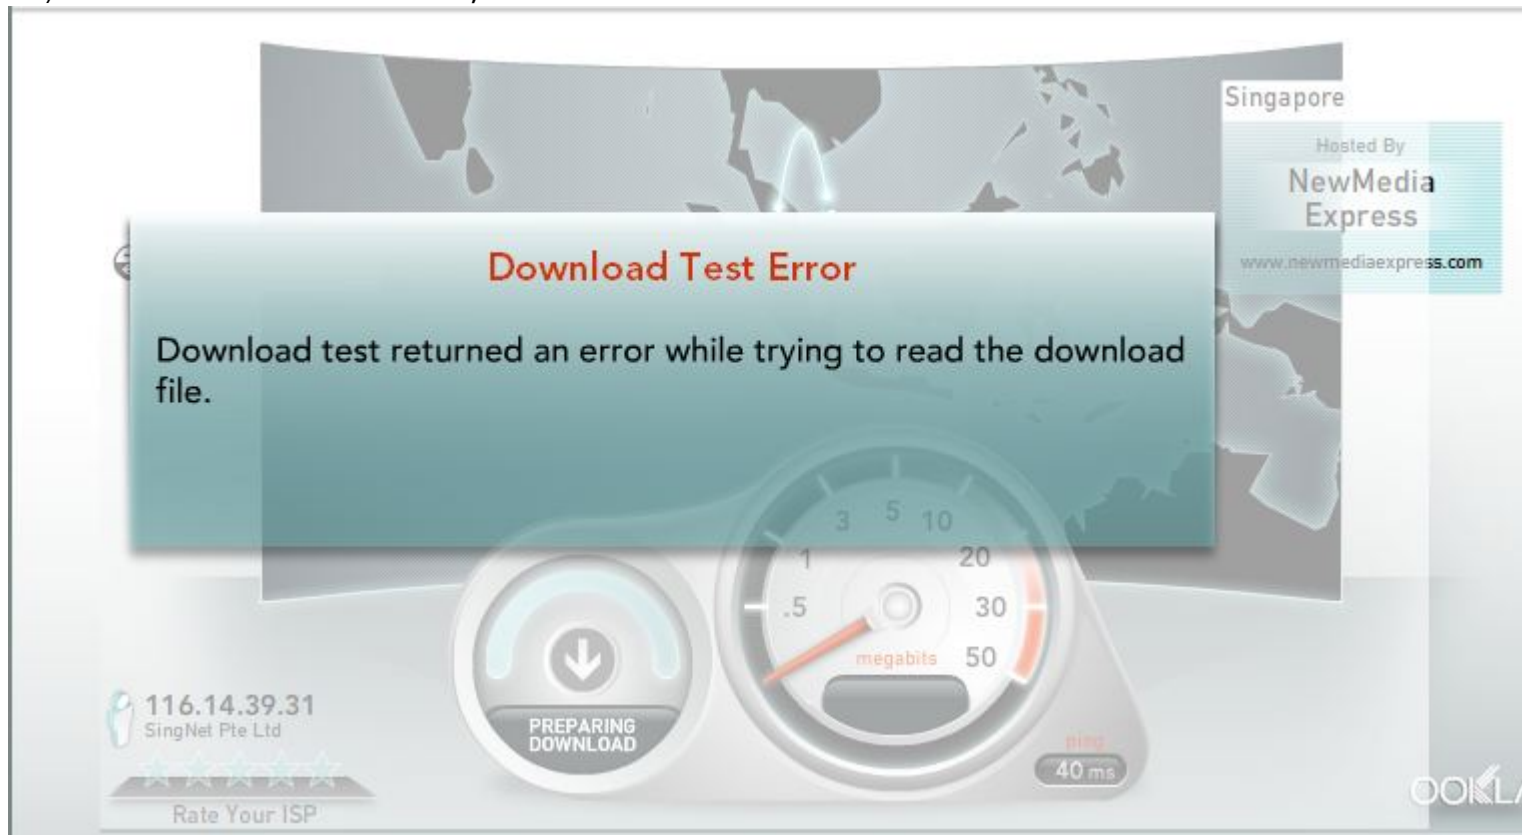 Singapore
Hosted By
NewMedia
Express
www.newmediaexpress.com
Download Test Error
Download test returned an error while trying to read the download
file.
3 5 10
1 20
.5 30
megabits 50
116.14.39.31
SingNet Pte Ltd
PREPARING
DOWNLOAD
ping
40 ms
Rate Your ISP
OOKLA